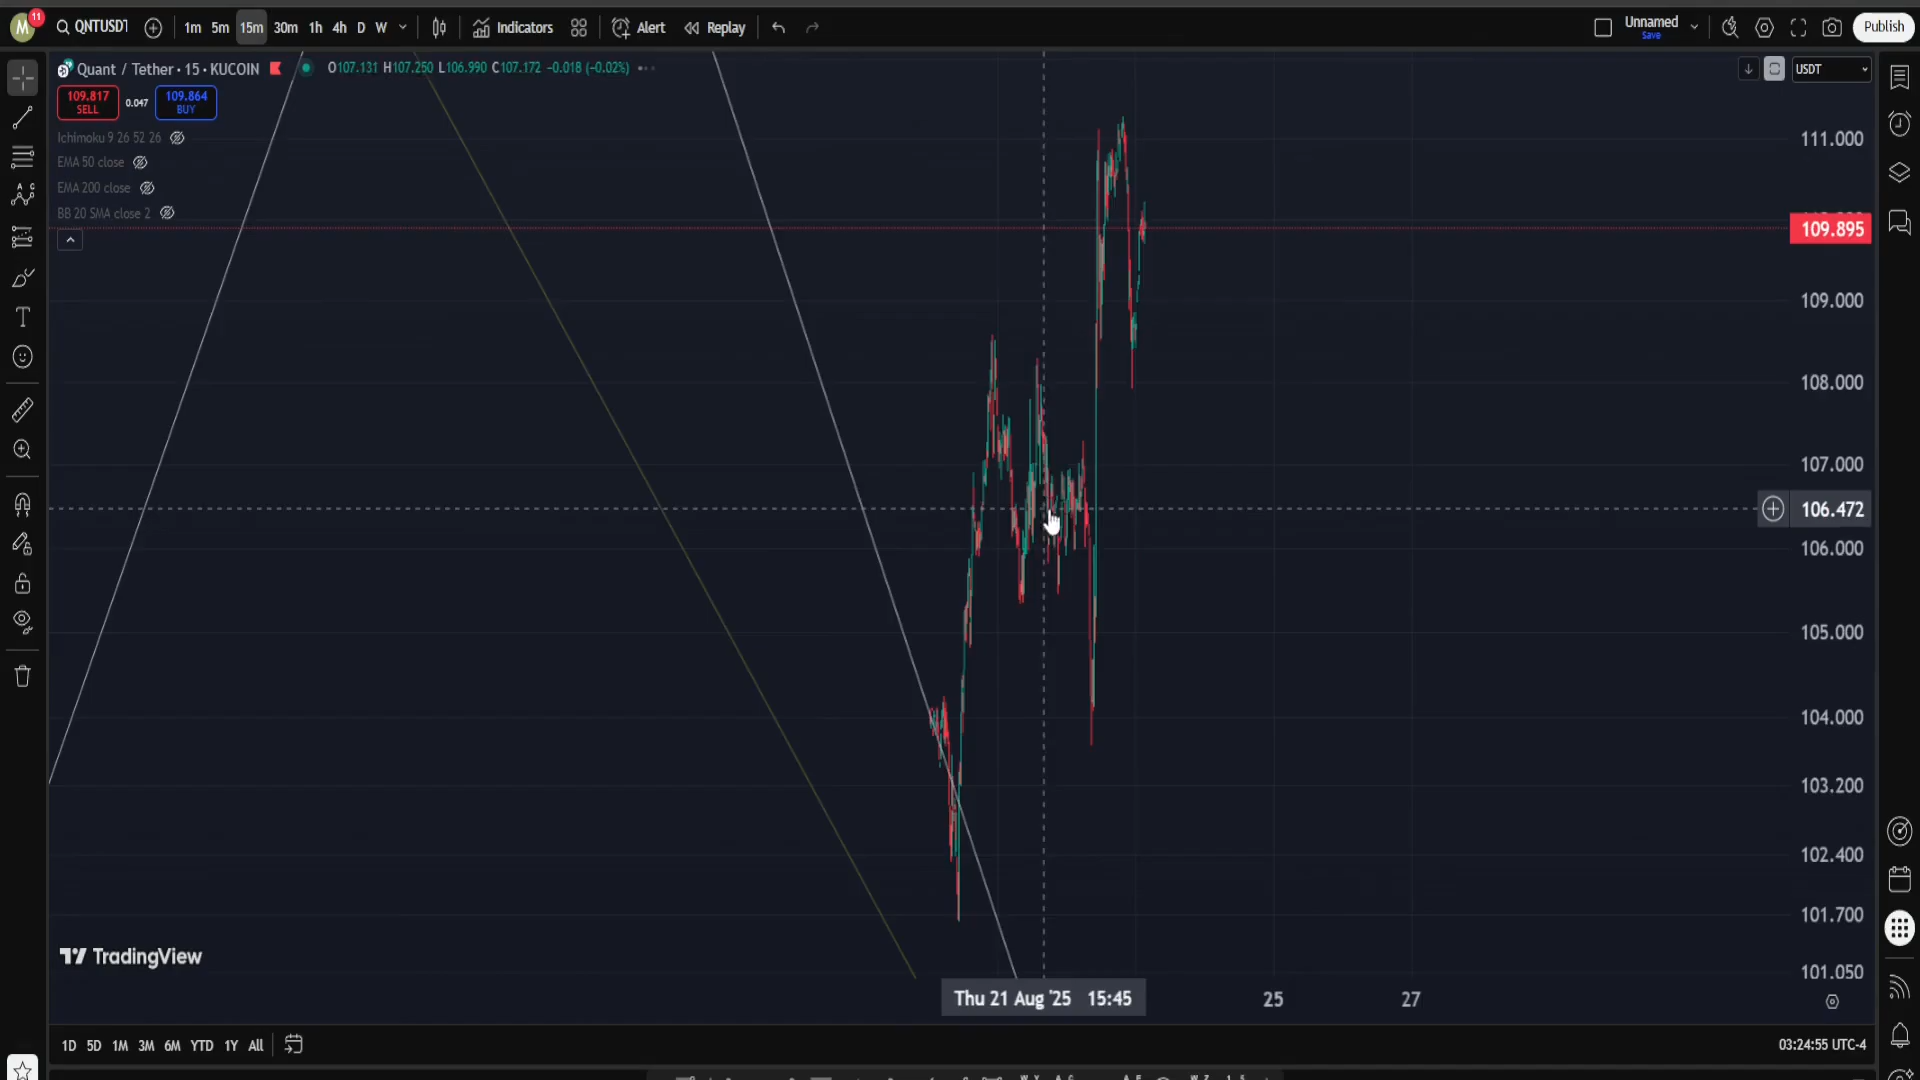 M 11 QNTUSDT 1m 5m 15m 30m 1h 4h D W Indicators Alert Replay Unnamed Save Publish
Quant / Tether · 15 · KUCOIN O107.131 H107.250 L106.990 C107.172 −0.018 (−0.02%) USDT
109.817 SELL 0.047 109.864 BUY
Ichimoku 9 26 52 26
EMA 50 close
EMA 200 close
BB 20 SMA close 2
111.000
109.895
109.000
108.000
107.000
106.472
106.000
105.000
104.000
103.200
102.400
101.700
TradingView
101.050
Thu 21 Aug '25 15:45 25 27
1D 5D 1M 3M 6M YTD 1Y All 03:24:55 UTC-4